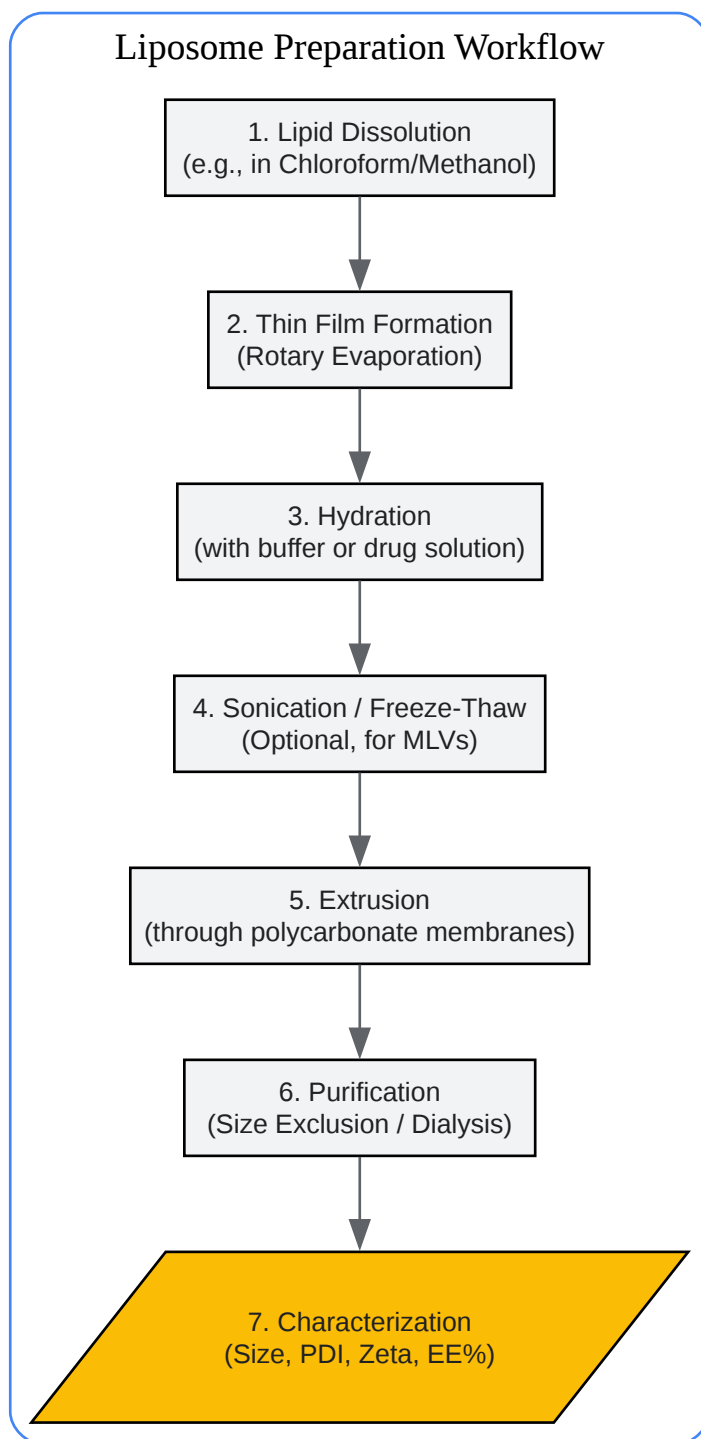 Liposome Preparation Workflow
1. Lipid Dissolution
(e.g., in Chloroform/Methanol)
2. Thin Film Formation
(Rotary Evaporation)
3. Hydration
(with buffer or drug solution)
4. Sonication / Freeze-Thaw
(Optional, for MLVs)
5. Extrusion
(through polycarbonate membranes)
6. Purification
(Size Exclusion / Dialysis)
7. Characterization
(Size, PDI, Zeta, EE%)